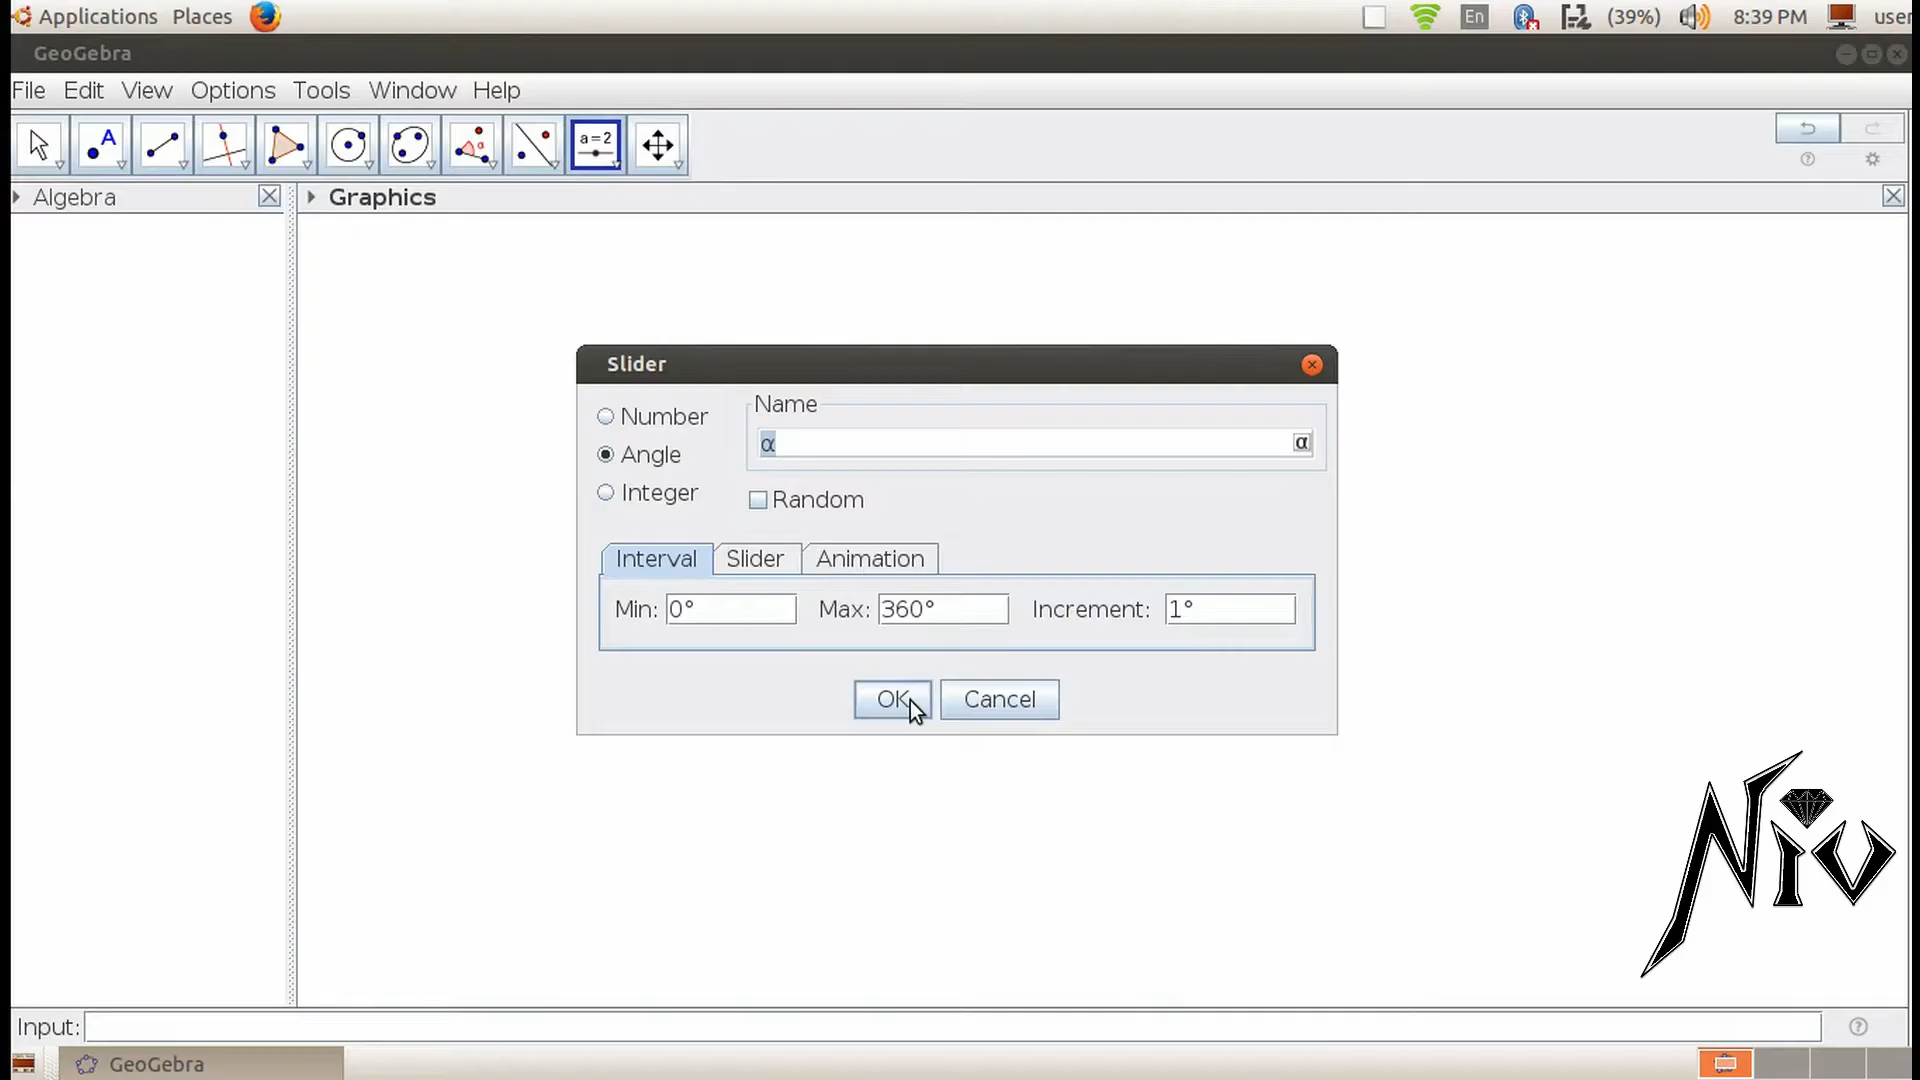 Applications Places En (39%) 8:39 PM user
GeoGebra
File Edit View Options Tools Window Help
A α a=2
Algebra Graphics
Slider
Number Name
α α
Angle
Integer Random
Interval Slider Animation
Min: 0° Max: 360° Increment: 1°
OK Cancel
Niv
Input:
GeoGebra